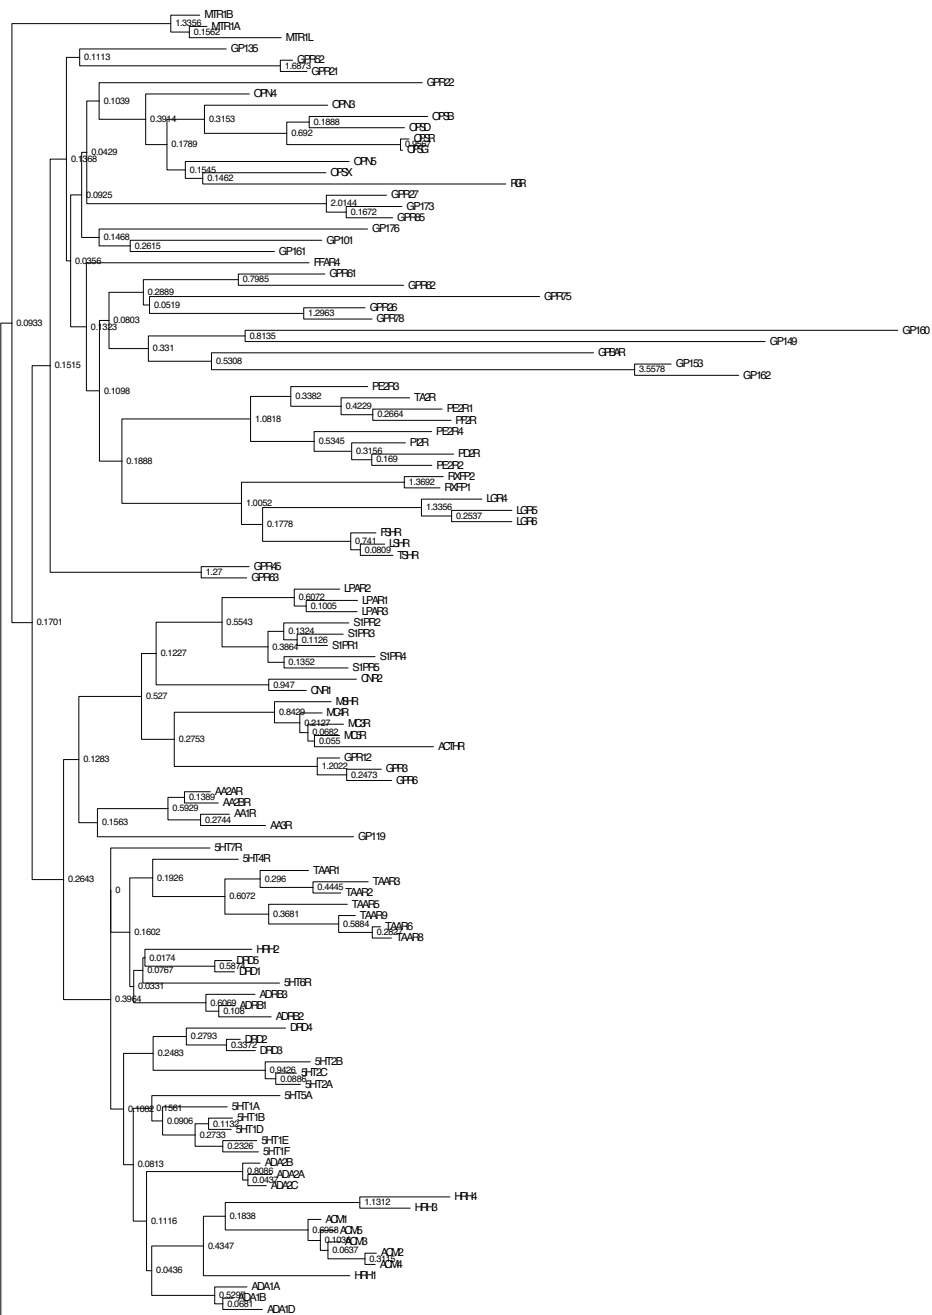 MTR1B
1.3356
MTR1A
0.1562
MTR1L
GP135
0.1113
GPR52
1.6873
GPR21
GPR22
OPN4
0.1039
OPN3
0.3914
0.3153
OPSB
0.1888
OPSD
0.692
OPSR
OPSG
0.1789
0.0429
0.1368
OPN5
0.1545
OPSX
0.1462
RGR
0.0925
GPR27
2.0144
GP173
0.1672
GPR85
GP176
0.1468
GP101
0.2615
GP161
0.0356
FFAR4
GPR61
0.7985
GPR62
0.2889
GPR75
0.0519
GPR26
1.2963
GPR78
0.0803
0.1323
0.0933
GP160
0.8135
GP149
0.331
GPBAR
0.5308
GP153
3.5578
GP162
0.1515
PE2R3
0.1098
0.3382
TA2R
0.4229
PE2R1
0.2664
PF2R
1.0818
PE2R4
0.5345
PI2R
0.3156
PD2R
0.169
PE2R2
0.1888
RXFP2
1.3692
RXFP1
1.0052
LGR4
1.3356
LGR5
0.2537
LGR6
0.1778
FSHR
0.741
LSHR
0.0809
TSHR
GPR45
1.27
GPR63
LPAR2
0.6072
LPAR1
0.1005
LPAR3
0.5543
0.1701
S1PR2
0.1324
S1PR3
0.1126
S1PR1
0.3864
S1PR4
0.1352
S1PR5
0.1227
CNR2
0.947
CNR1
0.527
MSHR
0.8429
MC4R
0.2127
MC3R
0.0682
MC5R
0.055
ACTHR
0.2753
GPR12
1.2022
GPR3
0.2473
GPR6
0.1283
AA2AR
0.1389
AA2BR
0.5929
AA1R
0.2744
AA3R
0.1563
GP119
5HT7R
5HT4R
TAAR1
0.296
TAAR3
0.4445
TAAR2
0.1926
0.2643
0
0.6072
TAAR5
0.3681
TAAR9
0.5884
TAAR6
TAAR8
0.1602
HRH2
0.0174
DRD5
0.5874
DRD1
0.0767
5HT6R
0.0331
ADRB3
0.3964
0.6069
ADRB1
0.108
ADRB2
DRD4
0.2793
DRD2
0.3372
DRD3
0.2483
5HT2B
0.9426
5HT2C
0.0886
5HT2A
5HT5A
0.1082
0.1561
5HT1A
0.0906
5HT1B
0.1132
5HT1D
0.2733
5HT1E
0.2326
5HT1F
0.0813
ADA2B
0.8086
ADA2A
0.0437
ADA2C
HRH4
1.1312
HRH3
0.1116
0.1838
ACM1
0.6958
ACM5
ACM3
0.0637
ACM2
ACM4
0.4347
0.0436
HRH1
ADA1A
ADA1B
0.0681
ADA1D